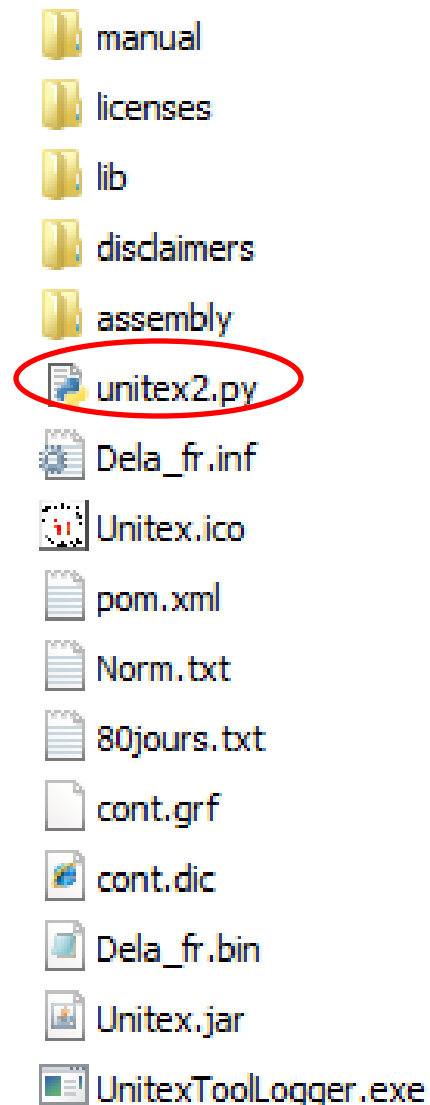 manual
licenses
lib
disclaimers
assembly
unitex2.py
Dela_fr.inf
Unitex.ico
pom.xml
Norm.txt
80jours.txt
cont.grf
cont.dic
Dela_fr.bin
Unitex.jar
UnitexToolLogger.exe